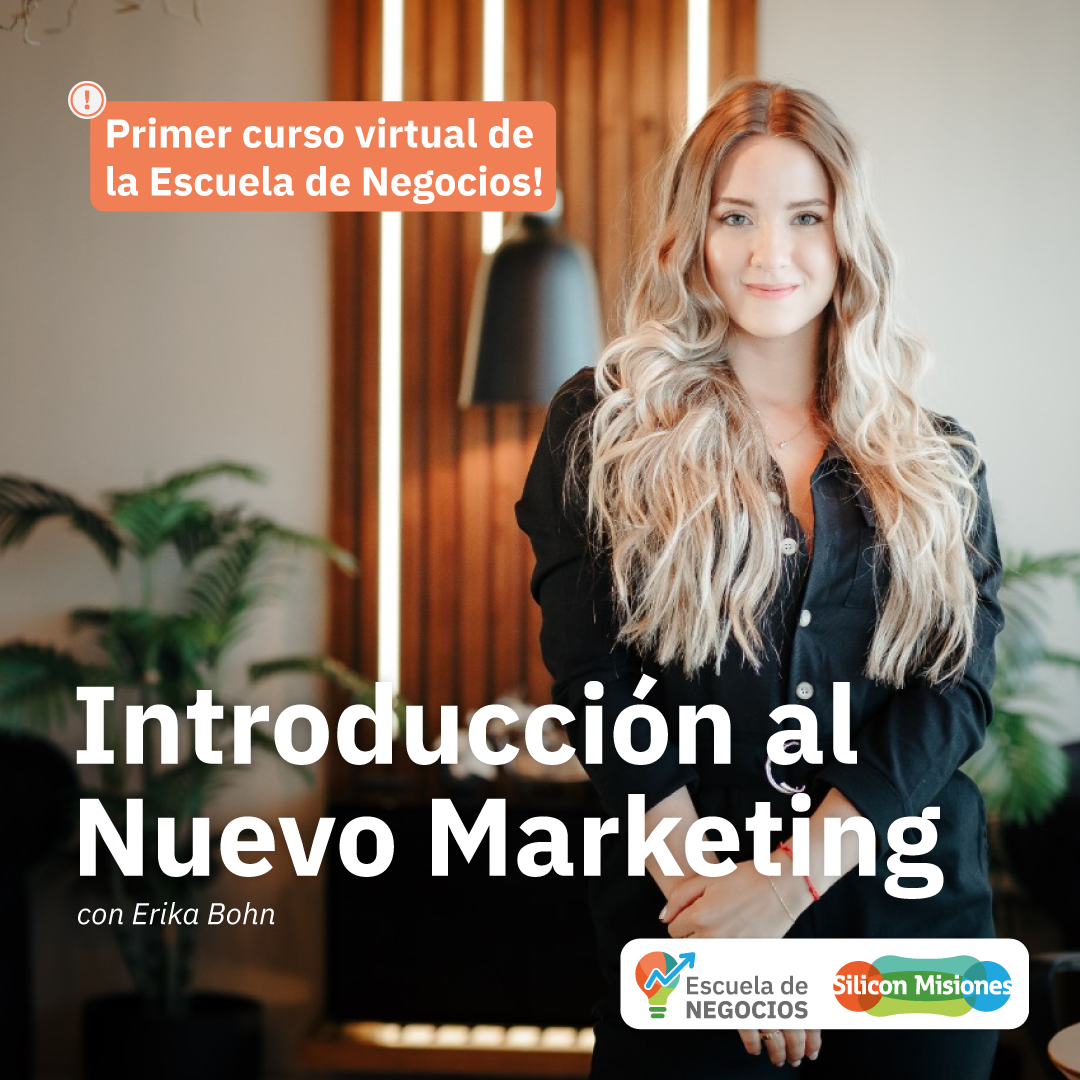 !
Primer curso virtual de
la Escuela de Negocios!
Introducción al
Nuevo Marketing
con Erika Bohn
Escuela de
NEGOCIOS
Silicon Misiones